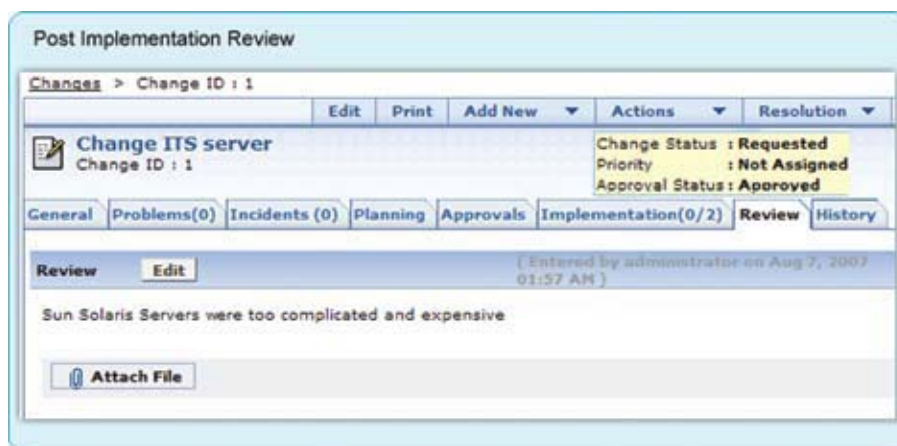 Post Implementation Review
Changes > Change ID : 1
Edit Print Add New Actions Resolution
Change ITS server
Change ID : 1
Change Status : Requested
Priority : Not Assigned
Approval Status : Approved
General Problems(0) Incidents (0) Planning Approvals Implementation(0/2) Review History
Review Edit
( Entered by administrator on Aug 7, 2007
01:57 AM )
Sun Solaris Servers were too complicated and expensive
Attach File